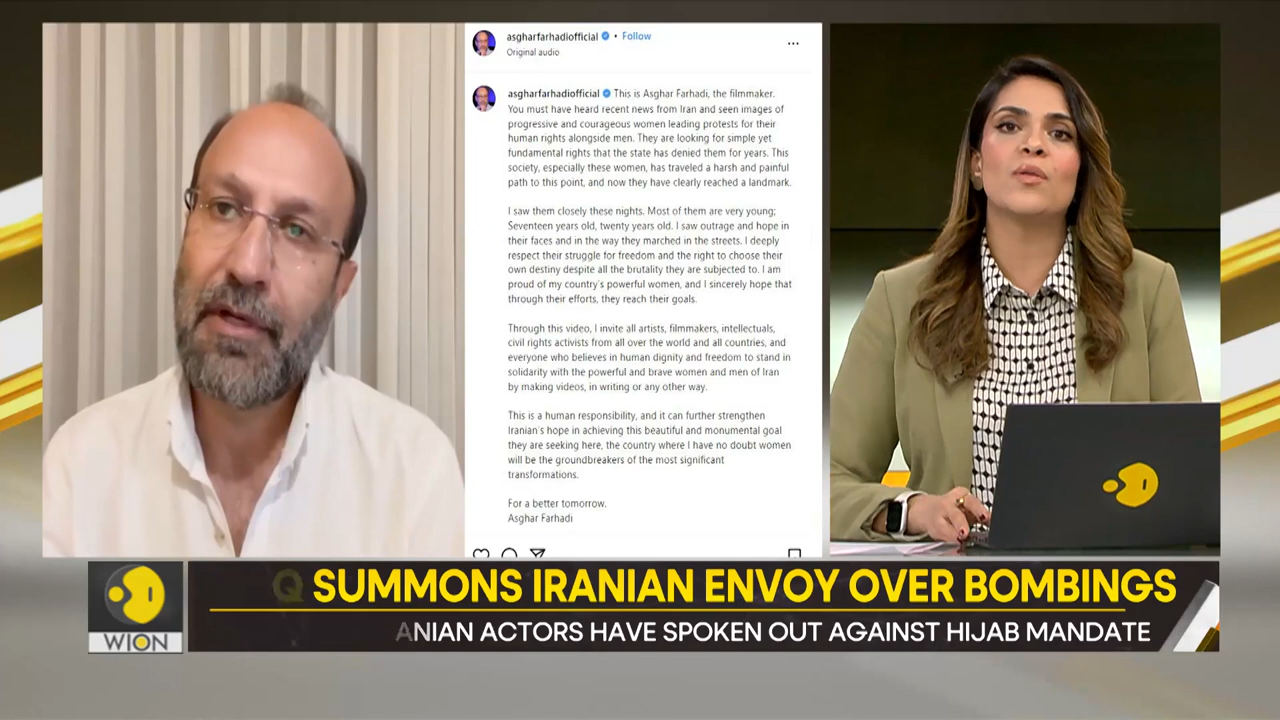 asgharfarhadiofficial • Follow
Original audio
...
asgharfarhadiofficial This is Asghar Farhadi, the filmmaker.
You must have heard recent news from Iran and seen images of
progressive and courageous women leading protests for their
human rights alongside men. They are looking for simple yet
fundamental rights that the state has denied them for years. This
society, especially these women, has traveled a harsh and painful
path to this point, and now they have clearly reached a landmark.
I saw them closely these nights. Most of them are very young;
Seventeen years old, twenty years old. I saw outrage and hope in
their faces and in the way they marched in the streets. I deeply
respect their struggle for freedom and the right to choose their
own destiny despite all the brutality they are subjected to. I am
proud of my country's powerful women, and I sincerely hope that
through their efforts, they reach their goals.
Through this video, I invite all artists, filmmakers, intellectuals,
civil rights activists from all over the world and all countries, and
everyone who believes in human dignity and freedom to stand in
solidarity with the powerful and brave women and men of Iran
by making videos, in writing or any other way.
This is a human responsibility, and it can further strengthen
Iranian's hope in achieving this beautiful and monumental goal
they are seeking here, the country where I have no doubt women
will be the groundbreakers of the most significant
transformations.
For a better tomorrow.
Asghar Farhadi
Q SUMMONS IRANIAN ENVOY OVER BOMBINGS
ANIAN ACTORS HAVE SPOKEN OUT AGAINST HIJAB MANDATE
WION